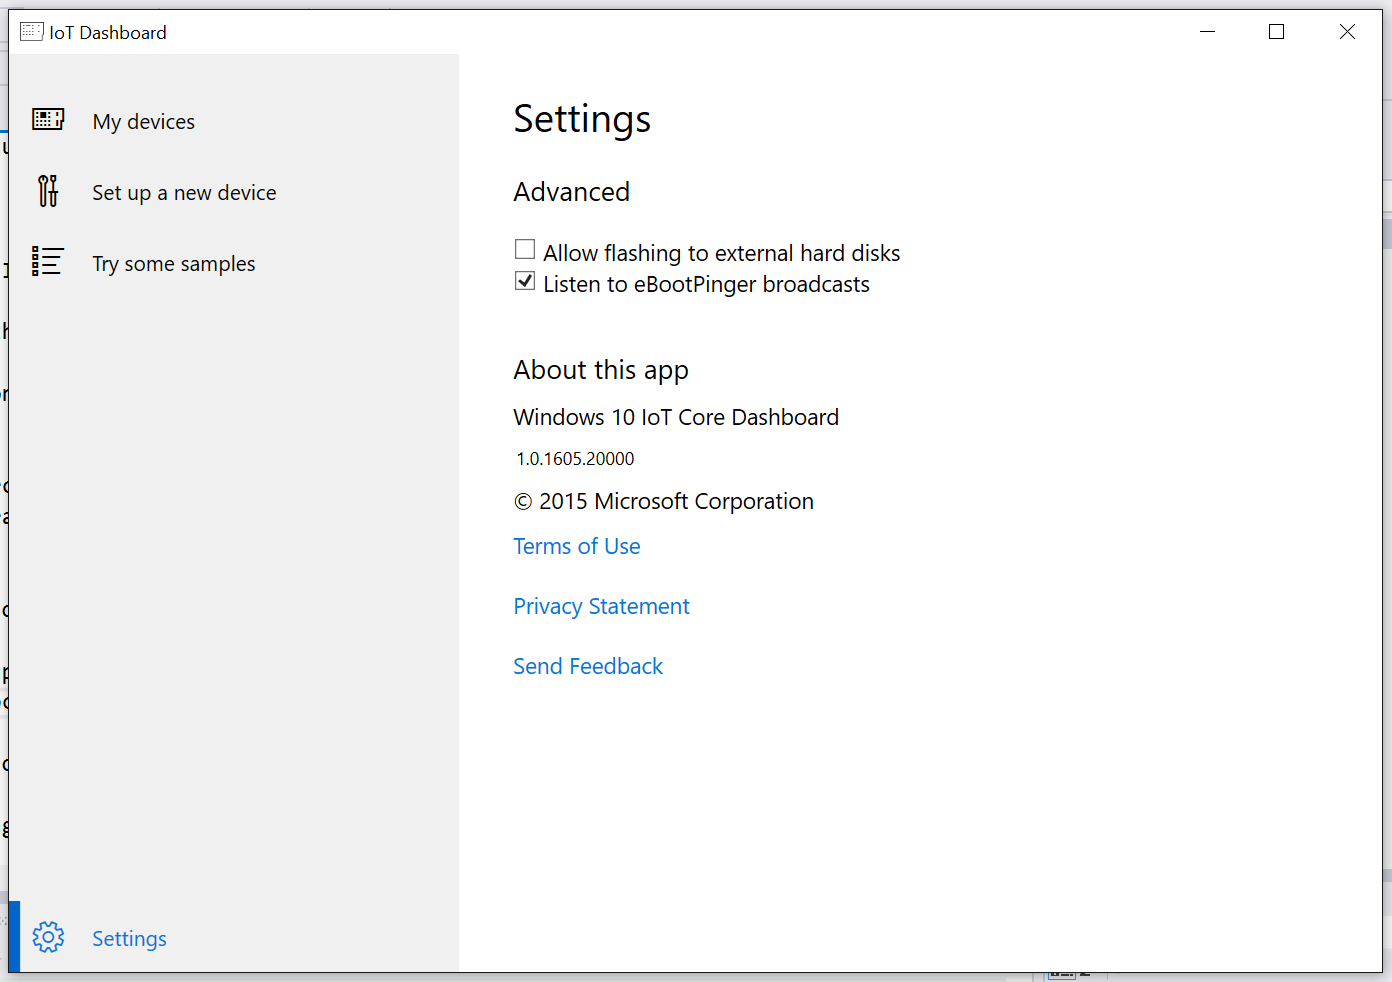 IoT Dashboard
My devices
Set up a new device
Try some samples
Settings
Settings
Advanced
Allow flashing to external hard disks
Listen to eBootPinger broadcasts
About this app
Windows 10 IoT Core Dashboard
1.0.1605.20000
© 2015 Microsoft Corporation
Terms of Use
Privacy Statement
Send Feedback